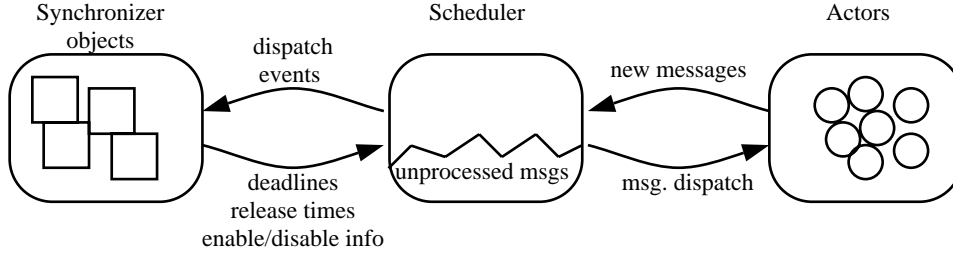 Synchronizer
objects
Scheduler
Actors
dispatch
events
new messages
unprocessed msgs
deadlines
release times
enable/disable info
msg. dispatch